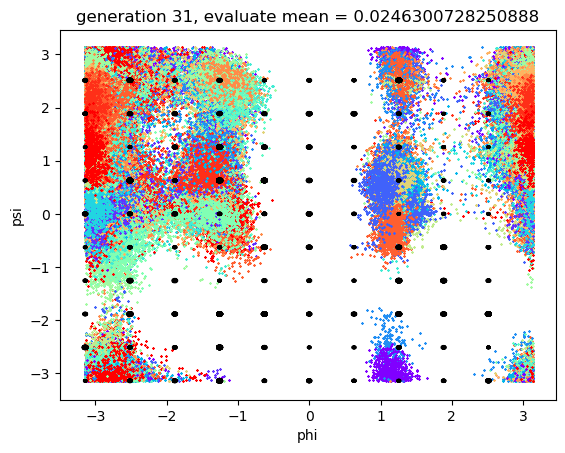 generation 31, evaluate mean = 0.0246300728250888
3
2
1
0
−1
−2
−3
psi
−3 −2 −1 0 1 2 3
phi